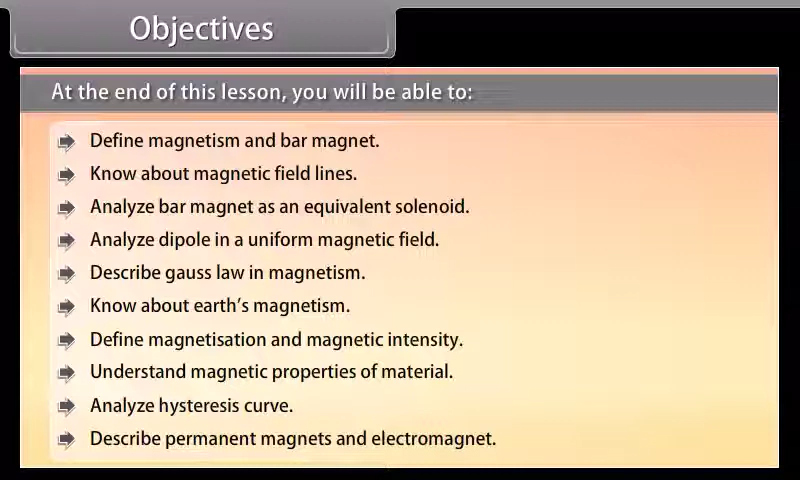 Objectives
At the end of this lesson, you will be able to:
Define magnetism and bar magnet.
Know about magnetic field lines.
Analyze bar magnet as an equivalent solenoid.
Analyze dipole in a uniform magnetic field.
Describe gauss law in magnetism.
Know about earth's magnetism.
Define magnetisation and magnetic intensity.
Understand magnetic properties of material.
Analyze hysteresis curve.
Describe permanent magnets and electromagnet.